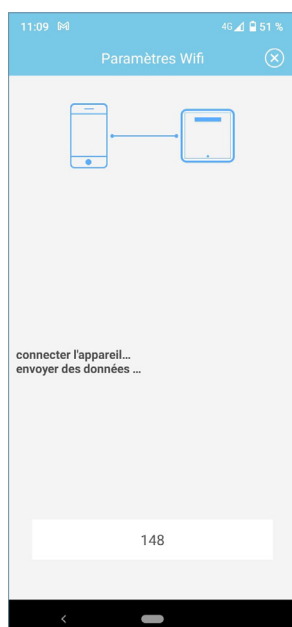 11:09 4G 51 %
Paramètres Wifi
connecter l'appareil...
envoyer des données ...
148